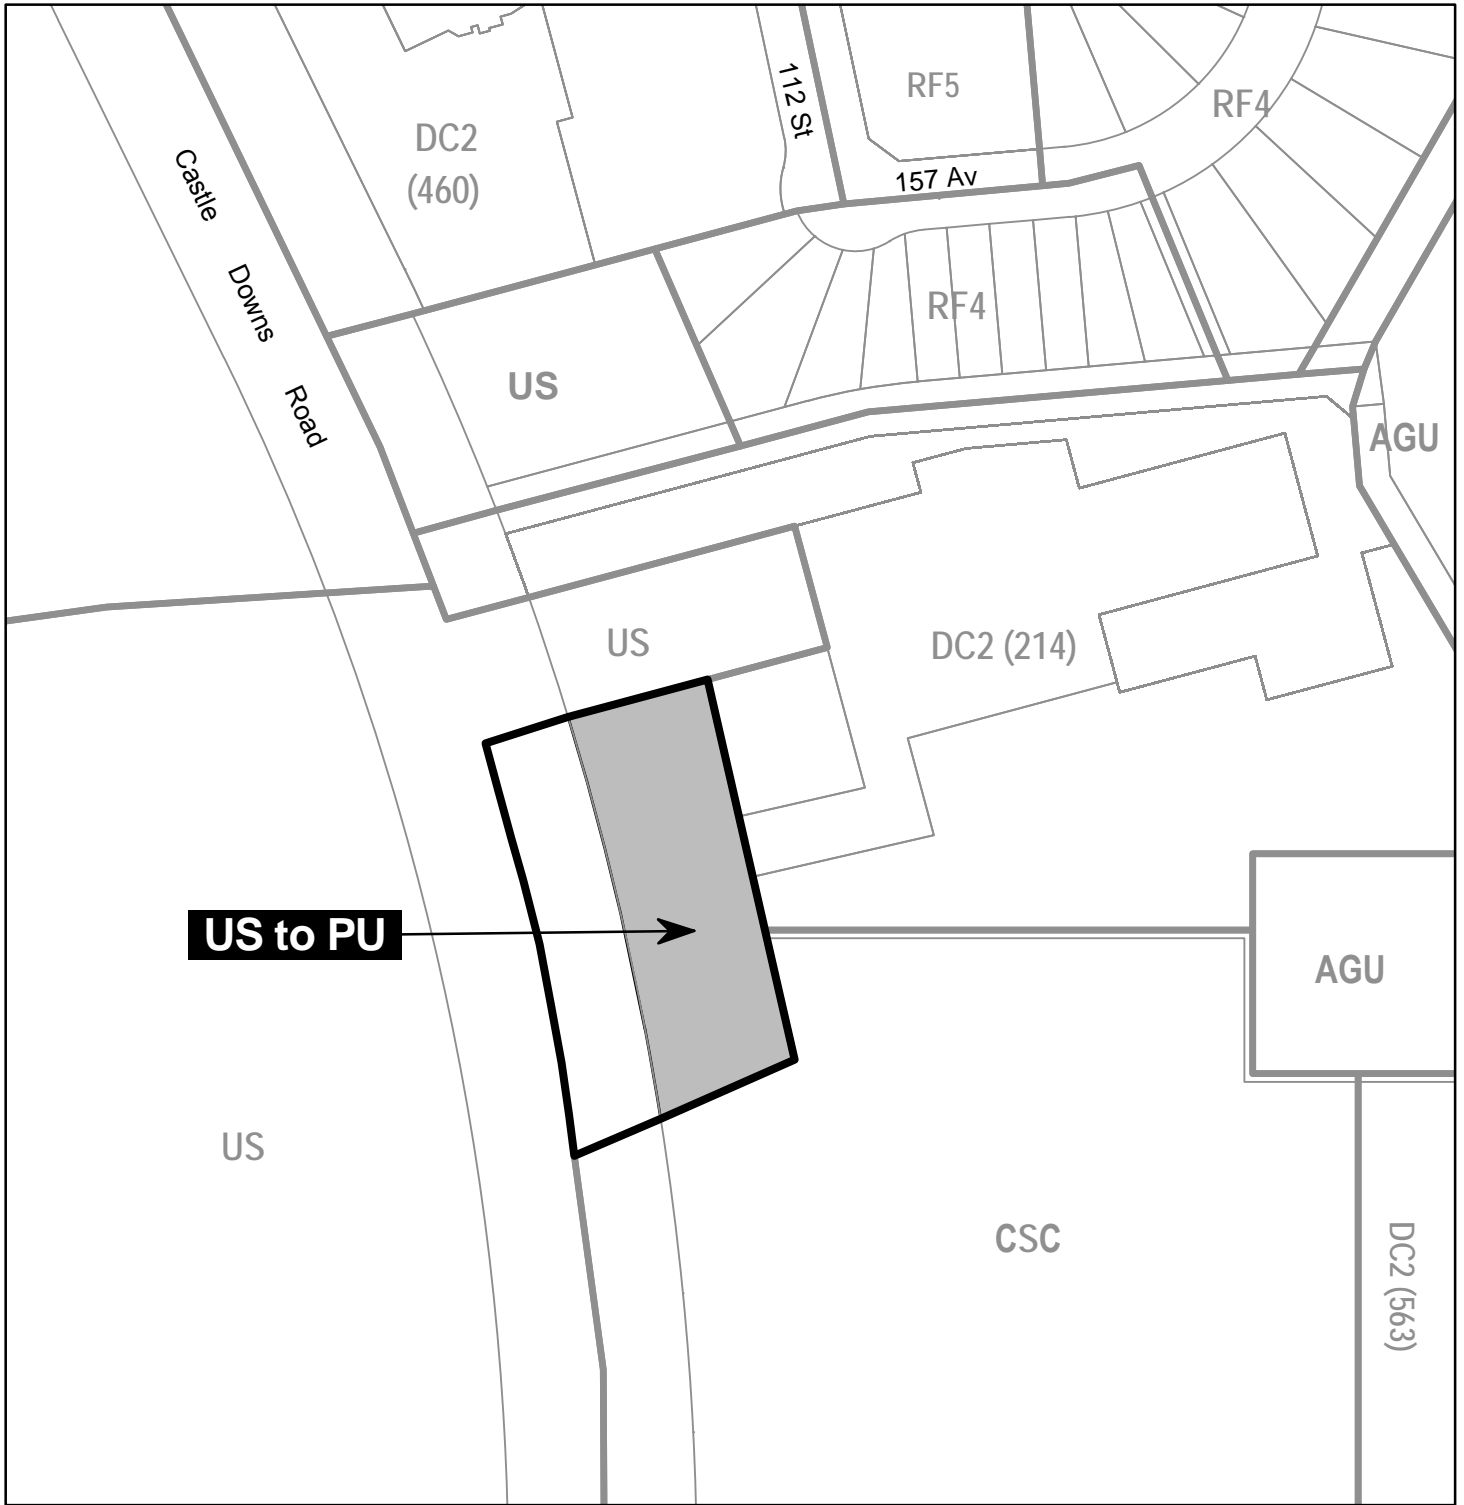 112 St
RF5
RF4
DC2
(460)
157 Av
Castle Downs Road
RF4
US
AGU
US
DC2 (214)
US to PU
AGU
US
CSC
DC2 (563)